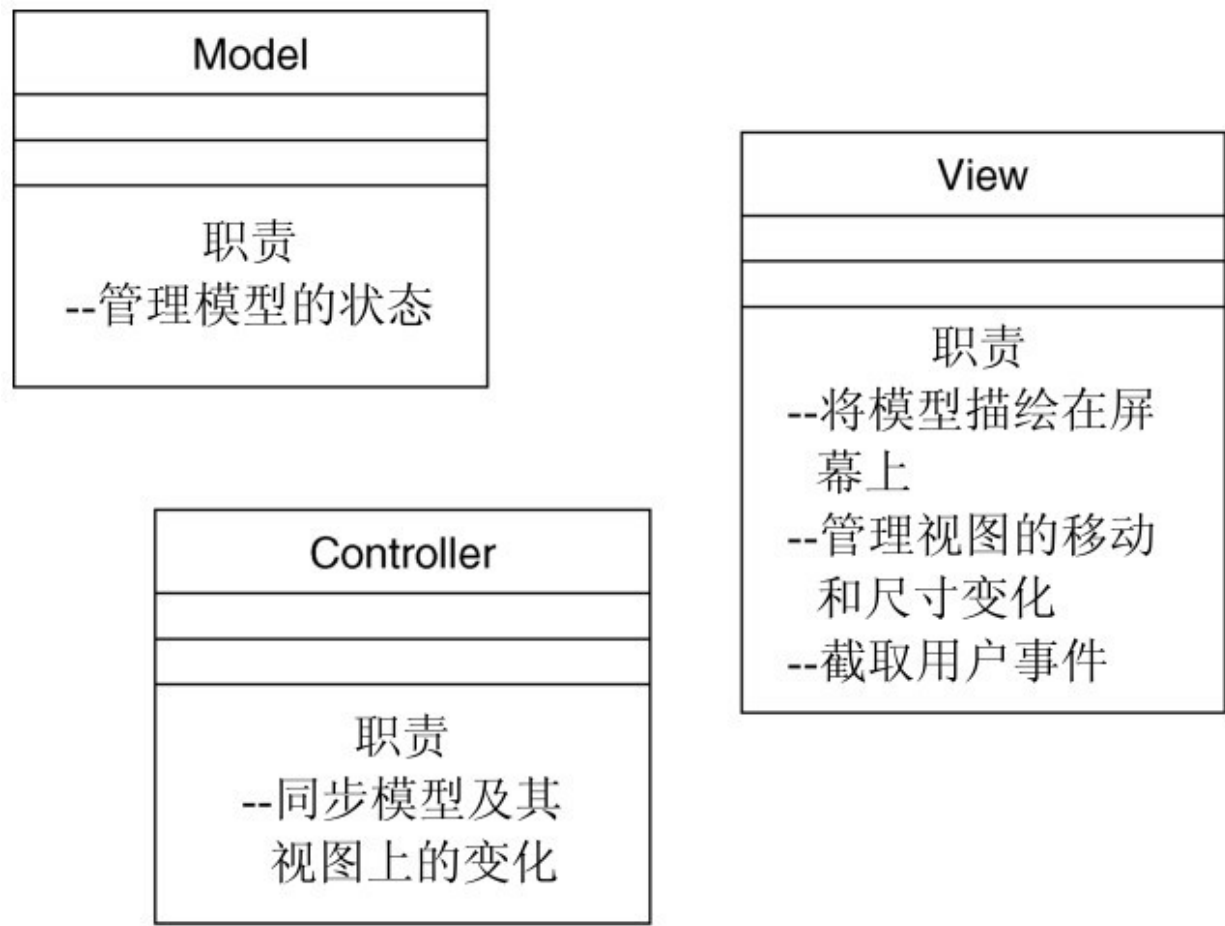 Model
职责
--管理模型的状态
View
职责
--将模型描绘在屏
幕上
--管理视图的移动
和尺寸变化
--截取用户事件
Controller
职责
--同步模型及其
视图上的变化